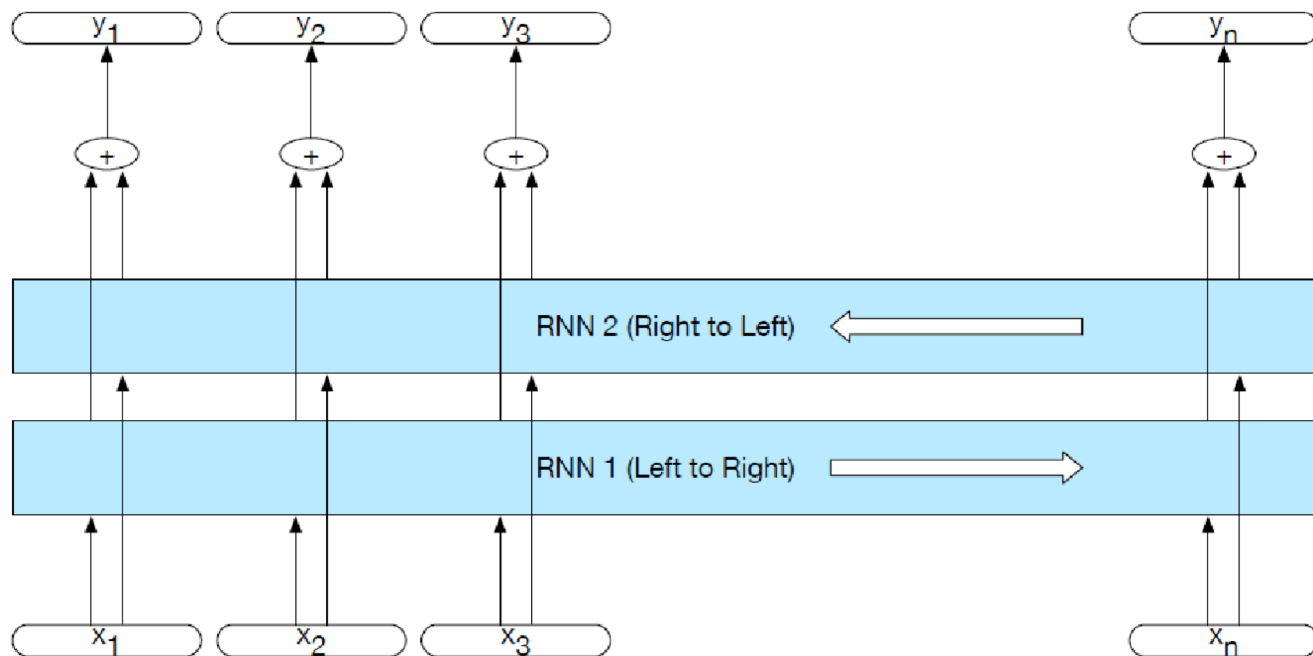 y1 y2 y3 yn
+ + + +
RNN 2 (Right to Left)
RNN 1 (Left to Right)
x1 x2 x3 xn